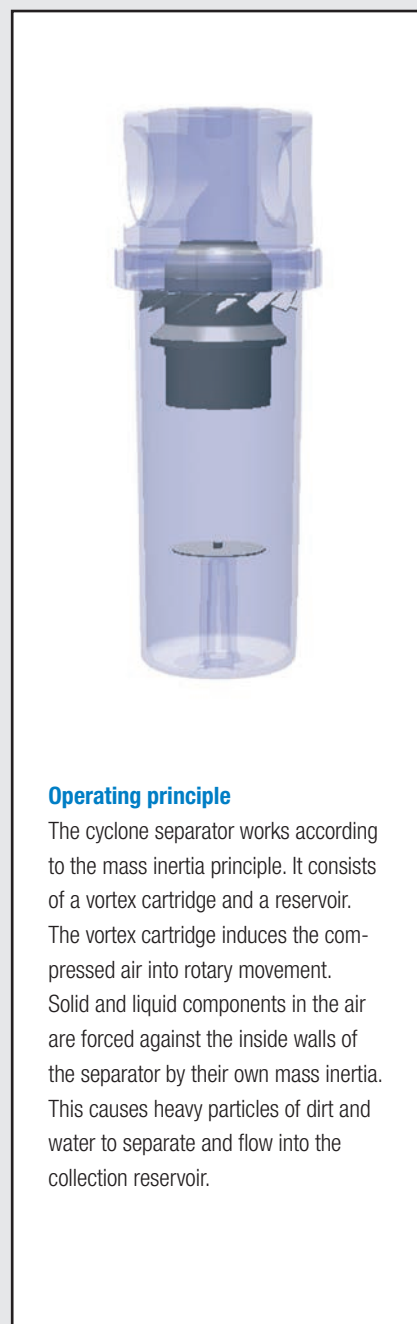 Operating principle
The cyclone separator works according
to the mass inertia principle. It consists
of a vortex cartridge and a reservoir.
The vortex cartridge induces the com-
pressed air into rotary movement.
Solid and liquid components in the air
are forced against the inside walls of
the separator by their own mass inertia.
This causes heavy particles of dirt and
water to separate and flow into the
collection reservoir.